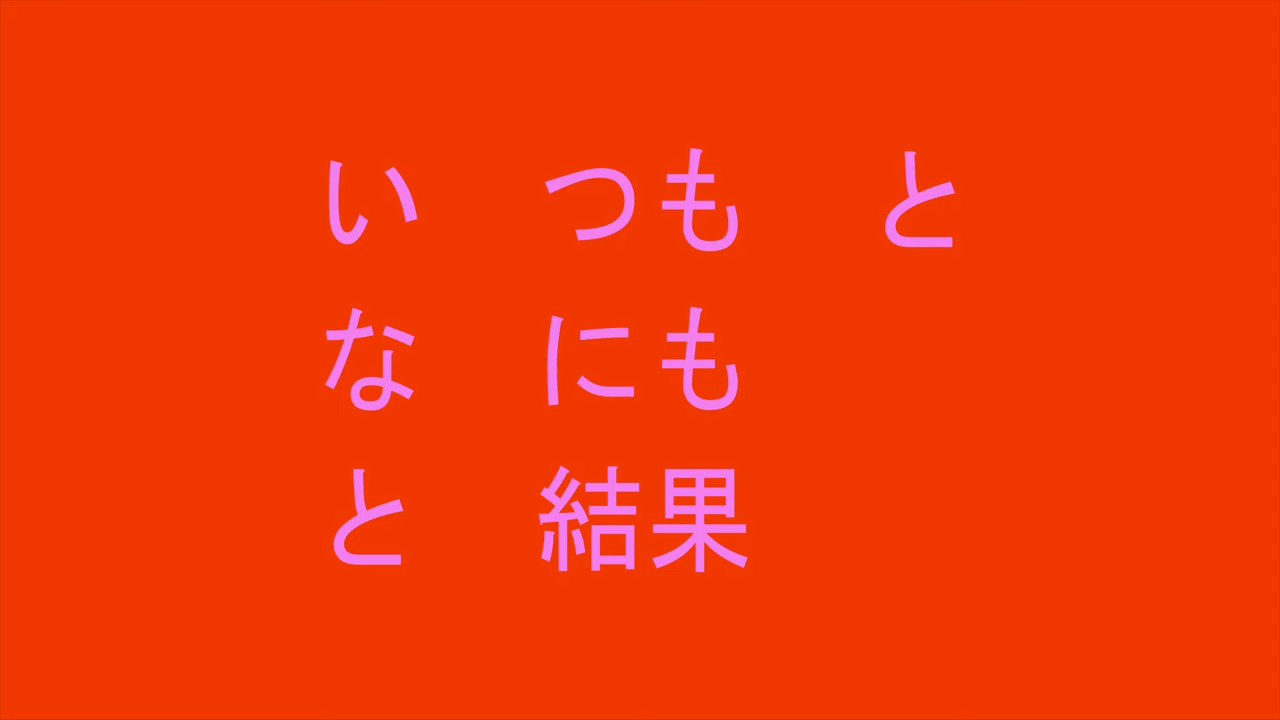 い　つも　と
な　にも
と　結果